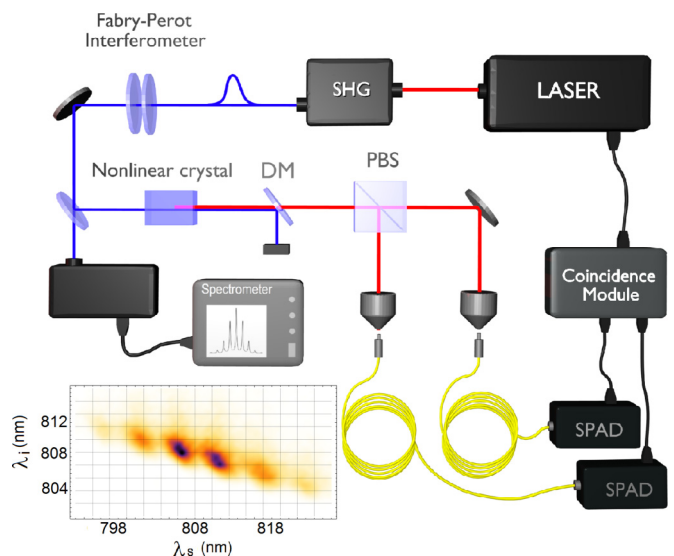 Fabry-Perot
Interferometer
SHG
LASER
Nonlinear crystal
DM
PBS
Spectrometer
Coincidence
Module
SPAD
SPAD
λi (nm)
812
808
804
798
808
818
λs (nm)